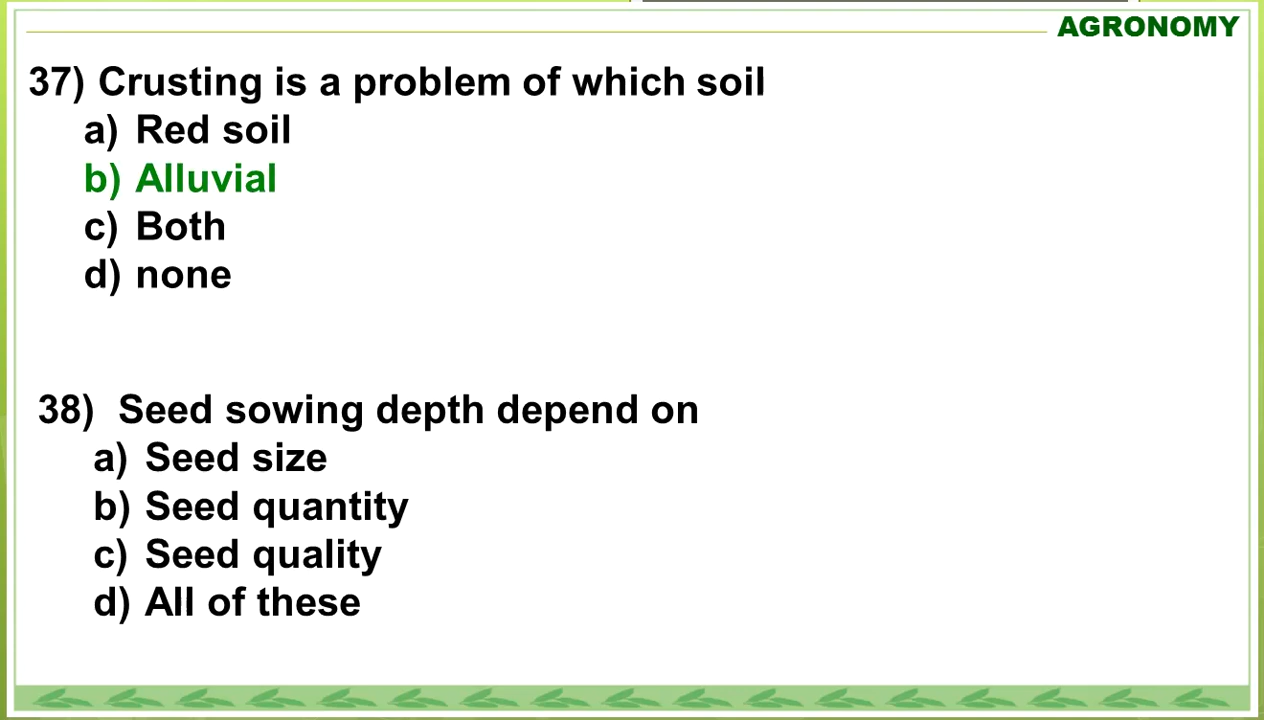 AGRONOMY
37) Crusting is a problem of which soil
a) Red soil
b) Alluvial
c) Both
d) none
38) Seed sowing depth depend on
a) Seed size
b) Seed quantity
c) Seed quality
d) All of these